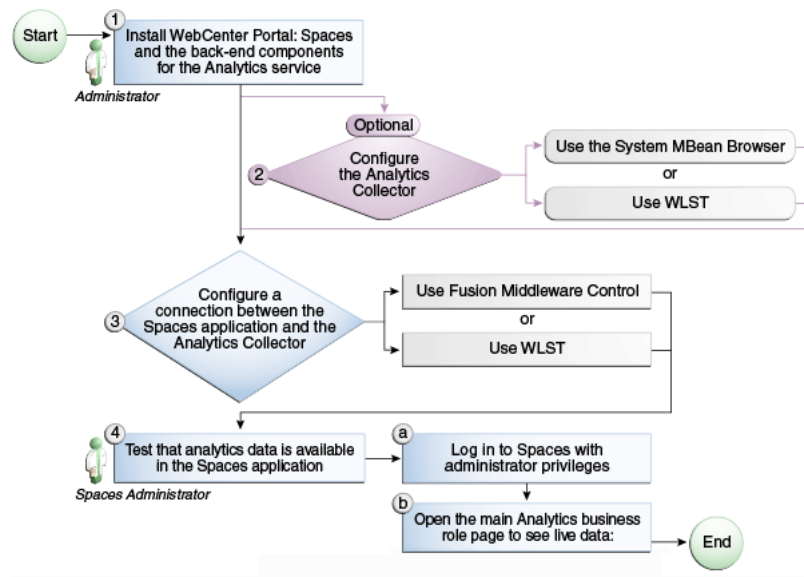 Start
1
Install WebCenter Portal: Spaces
and the back-end components
for the Analytics service
Administrator
Optional
2
Configure
the Analytics
Collector
Use the System MBean Browser
or
Use WLST
3
Configure a
connection between the
Spaces application and the
Analytics Collector
Use Fusion Middleware Control
or
Use WLST
4
Test that analytics data is available
in the Spaces application
Spaces Administrator
a
Log in to Spaces with
administrator privileges
b
Open the main Analytics business
role page to see live data:
End